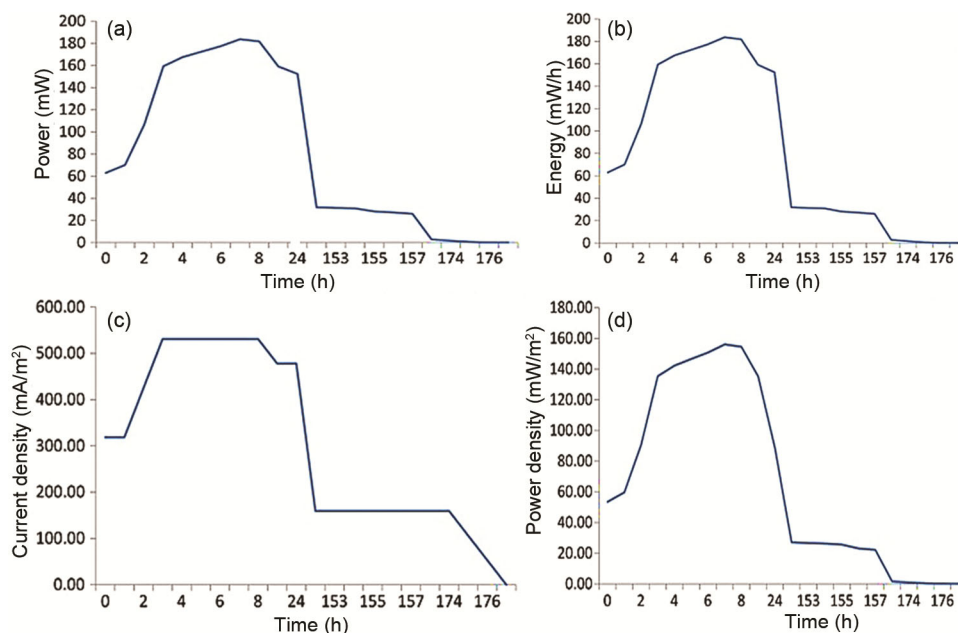 (a)
Power (mW)
200
180
160
140
120
100
80
60
40
20
0
0 2 4 6 8 24 153 155 157 174 176
Time (h)
(b)
Energy (mW/h)
200
180
160
140
120
100
80
60
40
20
0
0 2 4 6 8 24 153 155 157 174 176
Time (h)
(c)
Current density (mA/m²)
600.00
500.00
400.00
300.00
200.00
100.00
0.00
0 2 4 6 8 24 153 155 157 174 176
Time (h)
(d)
Power density (mW/m²)
180.00
160.00
140.00
120.00
100.00
80.00
60.00
40.00
20.00
0.00
0 2 4 6 8 24 153 155 157 174 176
Time (h)